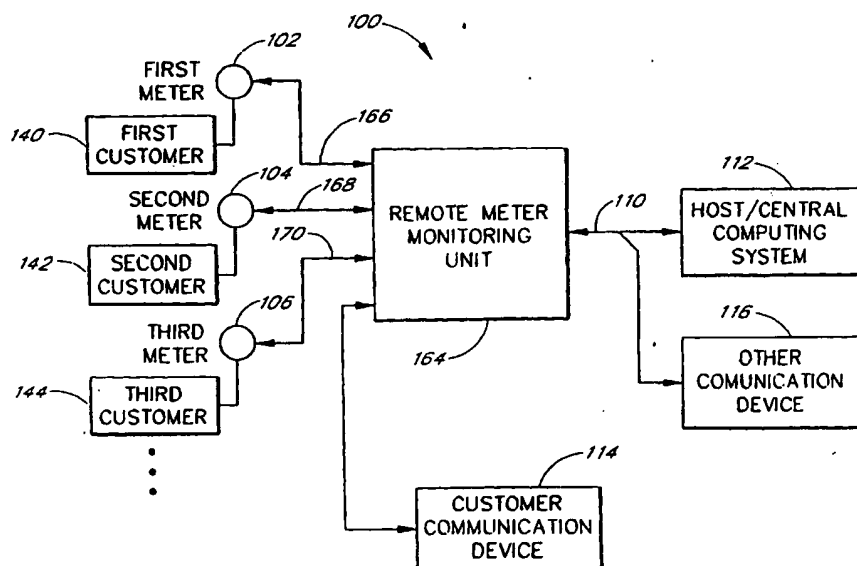 100
102
FIRST
METER
140
FIRST
CUSTOMER
166
104
SECOND
METER
168
142
SECOND
CUSTOMER
170
106
THIRD
METER
144
THIRD
CUSTOMER
REMOTE METER
MONITORING
UNIT
164
110
112
HOST/CENTRAL
COMPUTING
SYSTEM
116
OTHER
COMUNICATION
DEVICE
114
CUSTOMER
COMMUNICATION
DEVICE